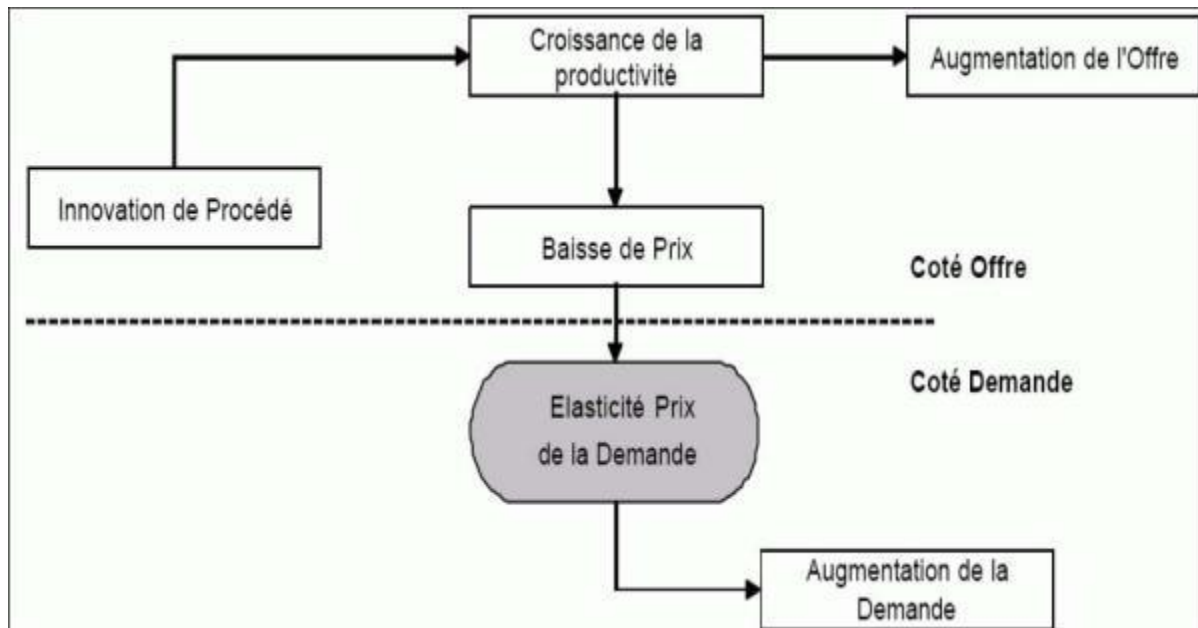 Croissance de la
productivité
Augmentation de l'Offre
Innovation de Procédé
Baisse de Prix
Coté Offre
Coté Demande
Elasticité Prix
de la Demande
Augmentation de la
Demande